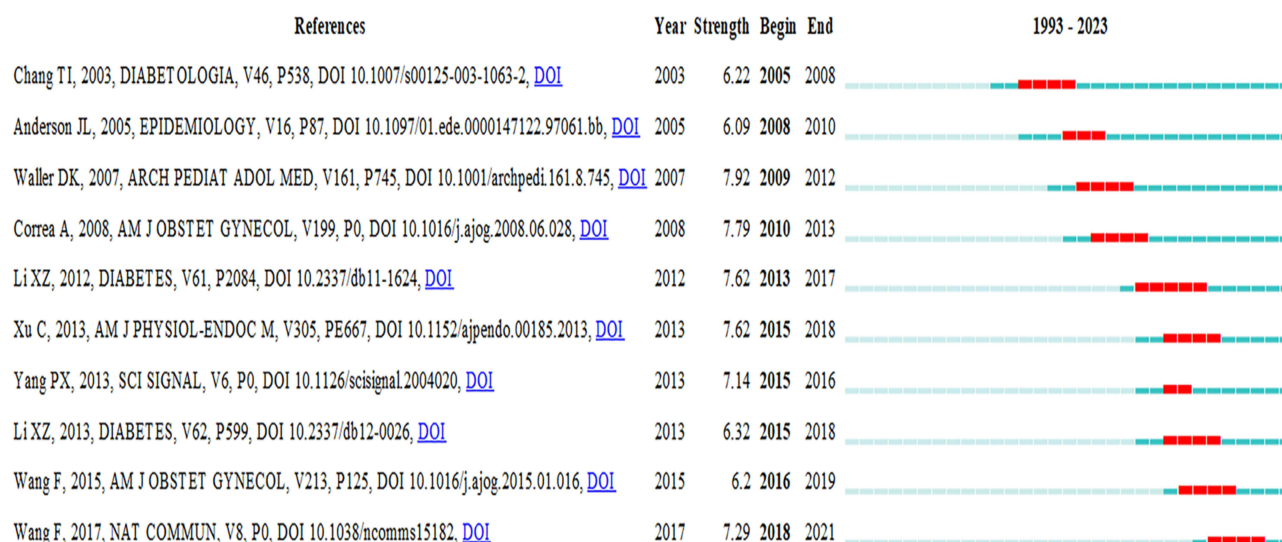 References Year Strength Begin End 1993 - 2023
Chang TI, 2003, DIABETOLOGIA, V46, P538, DOI 10.1007/s00125-003-1063-2, DOI 2003 6.22 2005 2008
Anderson JL, 2005, EPIDEMIOLOGY, V16, P87, DOI 10.1097/01.ede.0000147122.97061.bb, DOI 2005 6.09 2008 2010
Waller DK, 2007, ARCH PEDIAT ADOL MED, V161, P745, DOI 10.1001/archpedi.161.8.745, DOI 2007 7.92 2009 2012
Correa A, 2008, AM J OBSTET GYNECOL, V199, P0, DOI 10.1016/j.ajog.2008.06.028, DOI 2008 7.79 2010 2013
Li XZ, 2012, DIABETES, V61, P2084, DOI 10.2337/db11-1624, DOI 2012 7.62 2013 2017
Xu C, 2013, AM J PHYSIOL-ENDOC M, V305, PE667, DOI 10.1152/ajpendo.00185.2013, DOI 2013 7.62 2015 2018
Yang PX, 2013, SCI SIGNAL, V6, P0, DOI 10.1126/scisignal.2004020, DOI 2013 7.14 2015 2016
Li XZ, 2013, DIABETES, V62, P599, DOI 10.2337/db12-0026, DOI 2013 6.32 2015 2018
Wang F, 2015, AM J OBSTET GYNECOL, V213, P125, DOI 10.1016/j.ajog.2015.01.016, DOI 2015 6.2 2016 2019
Wang F, 2017, NAT COMMUN, V8, P0, DOI 10.1038/ncomms15182, DOI 2017 7.29 2018 2021